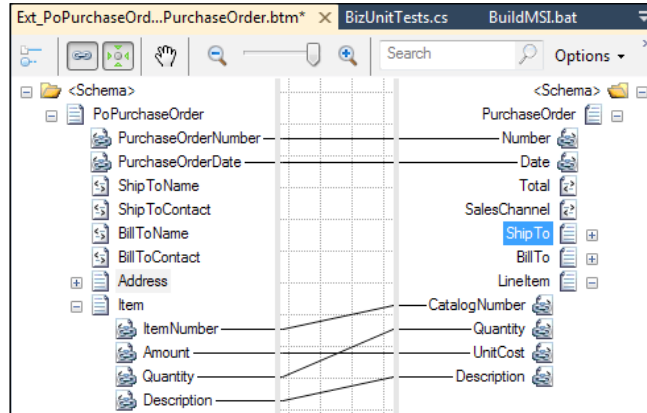 Ext_PoPurchaseOrd...PurchaseOrder.btm* BizUnitTests.cs BuildMSI.bat
Search Options
<Schema> <Schema>
PoPurchaseOrder PurchaseOrder
PurchaseOrderNumber Number
PurchaseOrderDate Date
ShipToName Total
ShipToContact SalesChannel
BillToName ShipTo
BillToContact BillTo
Address LineItem
Item CatalogNumber
ItemNumber Quantity
Amount UnitCost
Quantity Description
Description